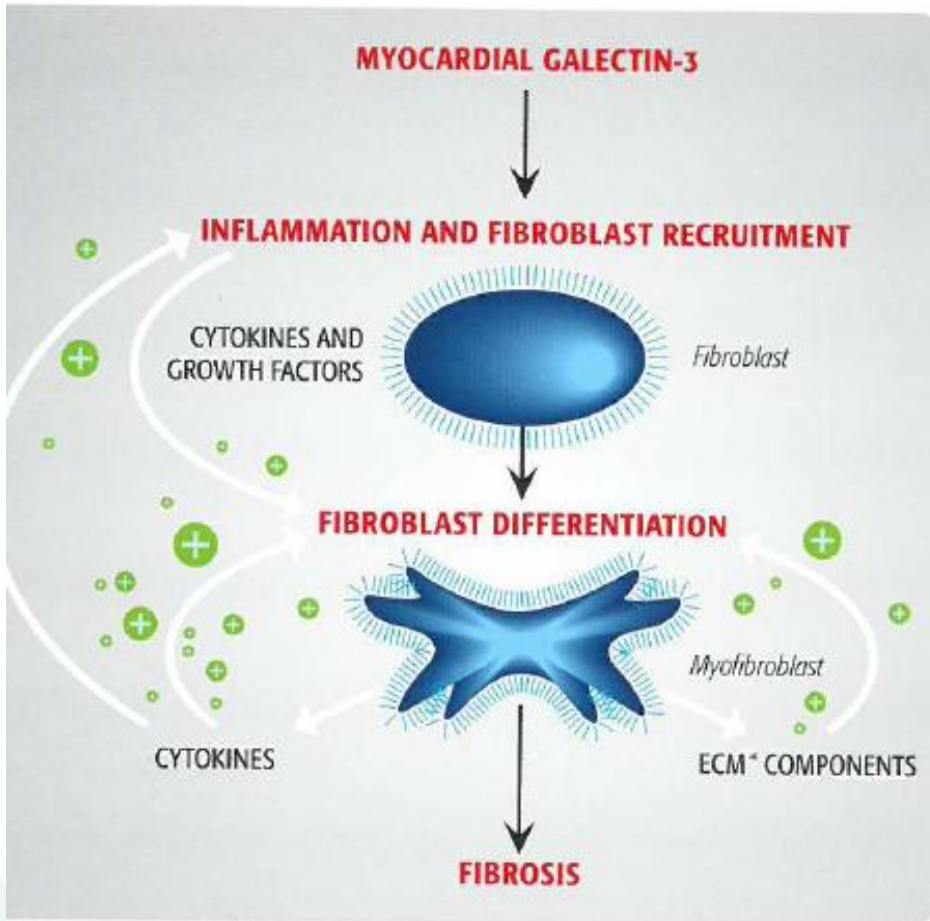 MYOCARDIAL GALECTIN-3
INFLAMMATION AND FIBROBLAST RECRUITMENT
CYTOKINES AND
GROWTH FACTORS
Fibroblast
FIBROBLAST DIFFERENTIATION
Myofibroblast
CYTOKINES
ECM* COMPONENTS
FIBROSIS